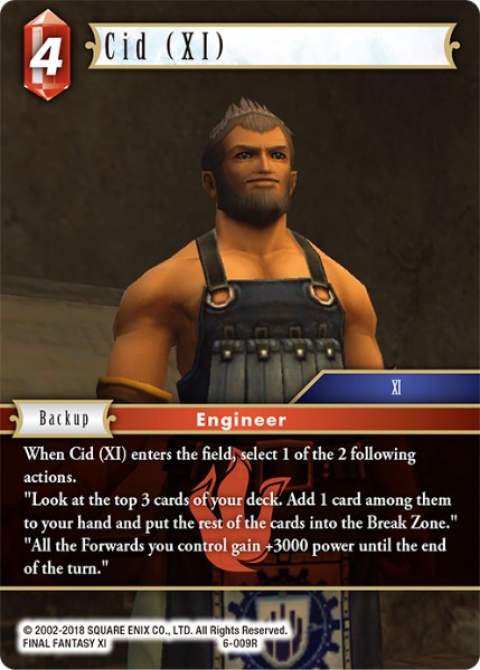 4
Cid (XI)
XI
Backup
Engineer
When Cid (XI) enters the field, select 1 of the 2 following
actions.
"Look at the top 3 cards of your deck. Add 1 card among them
to your hand and put the rest of the cards into the Break Zone."
"All the Forwards you control gain +3000 power until the end
of the turn."
© 2002-2018 SQUARE ENIX CO., LTD. All Rights Reserved.
FINAL FANTASY XI
6-009R